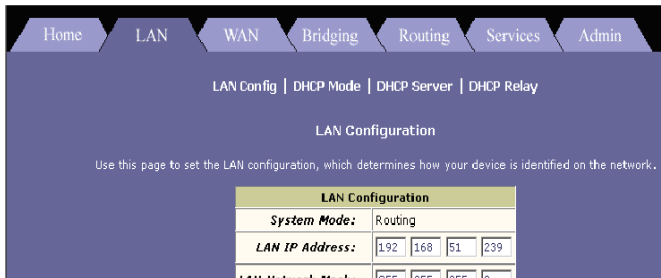 Home LAN WAN Bridging Routing Services Admin
LAN Config | DHCP Mode | DHCP Server | DHCP Relay
LAN Configuration
Use this page to set the LAN configuration, which determines how your device is identified on the network.
LAN Configuration
System Mode: Routing
LAN IP Address: 192 168 51 239